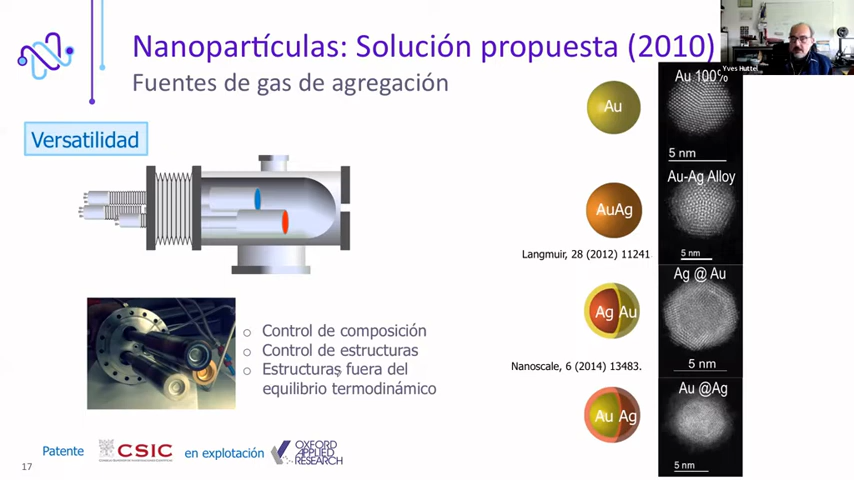 Nanopartículas: Solución propuesta (2010)
Fuentes de gas de agregación
Yves Huttel
Versatilidad
Au
Au 100%
5 nm
AuAg
Au-Ag Alloy
5 nm
Langmuir, 28 (2012) 11241
Ag Au
Ag @ Au
5 nm
Nanoscale, 6 (2014) 13483.
Au Ag
Au @Ag
5 nm
o Control de composición
o Control de estructuras
o Estructuras fuera del
equilibrio termodinámico
Patente
CSIC
en explotación
OXFORD
APPLIED
RESEARCH
17